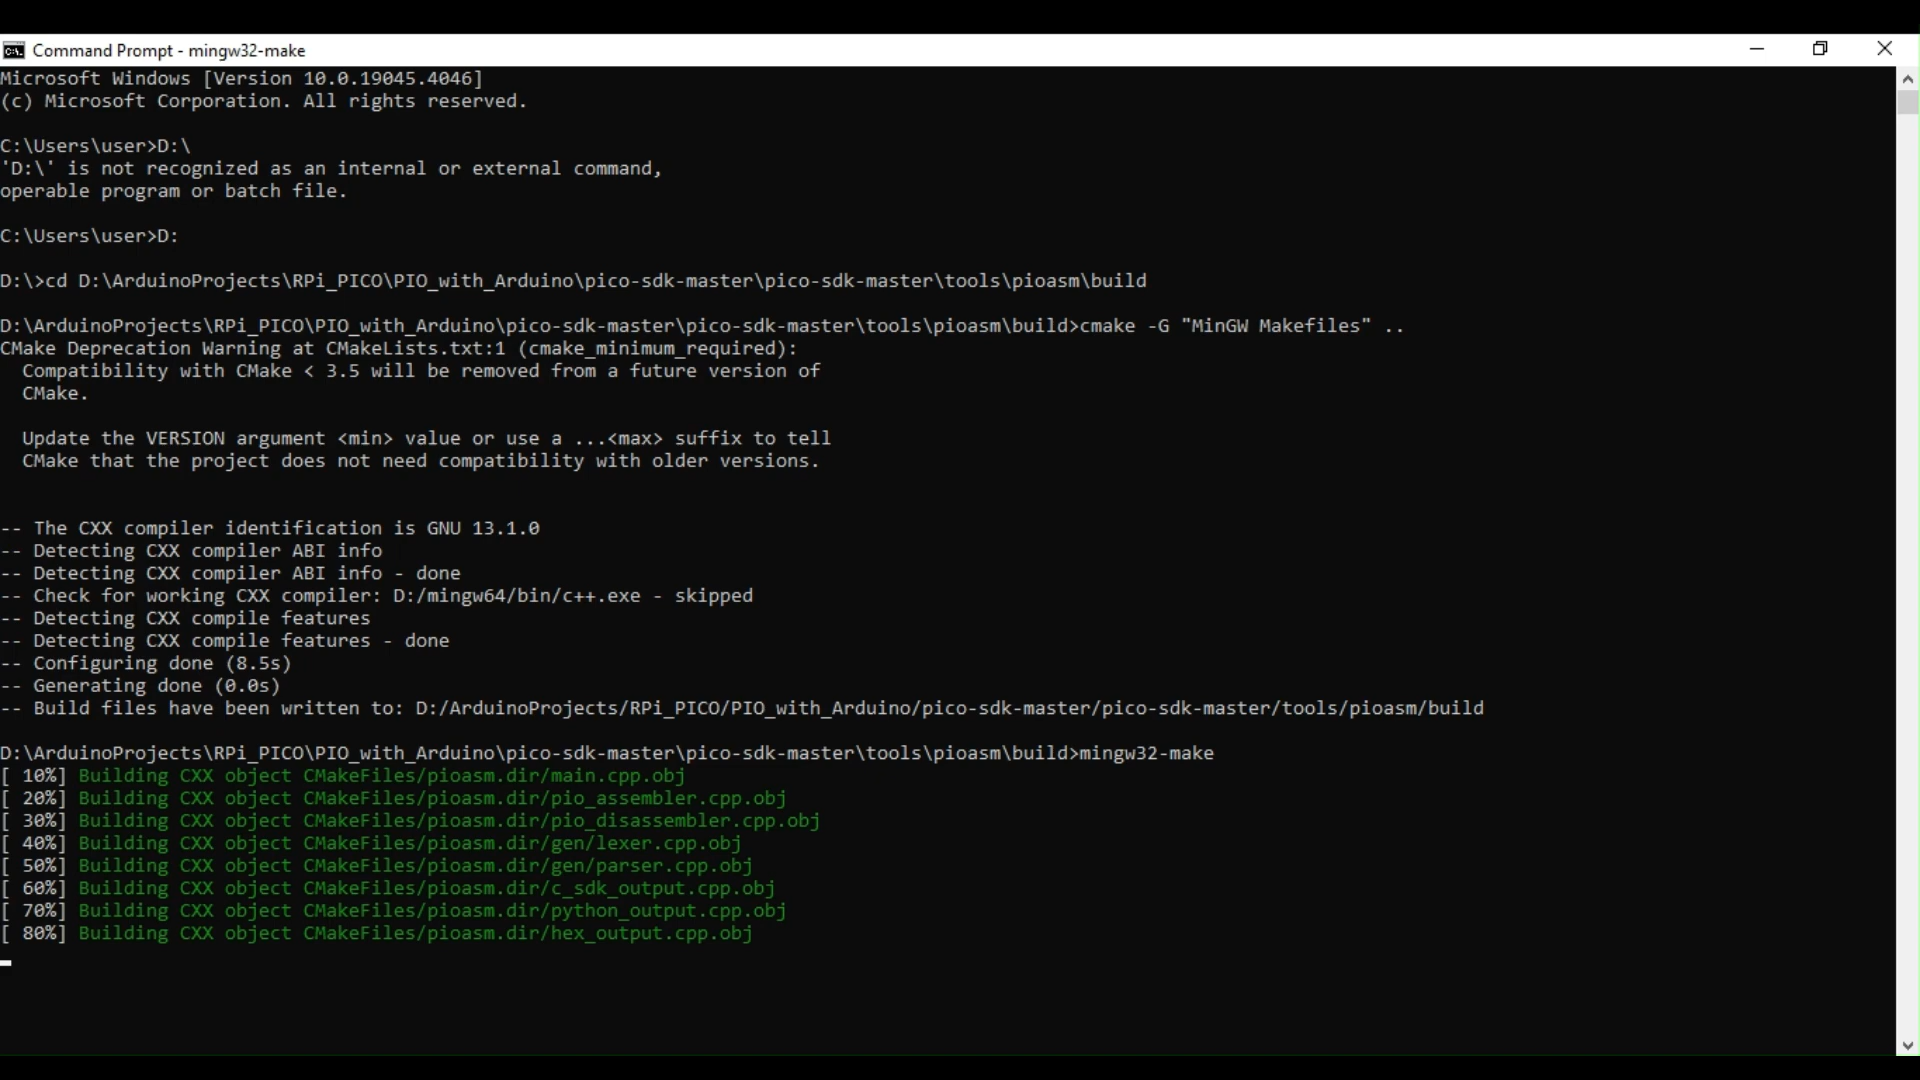 Command Prompt - mingw32-make
Microsoft Windows [Version 10.0.19045.4046]
(c) Microsoft Corporation. All rights reserved.
C:\Users\user>D:\
'D:\' is not recognized as an internal or external command,
operable program or batch file.
C:\Users\user>D:
D:\>cd D:\ArduinoProjects\RPi_PICO\PIO_with_Arduino\pico-sdk-master\pico-sdk-master\tools\pioasm\build
D:\ArduinoProjects\RPi_PICO\PIO_with_Arduino\pico-sdk-master\pico-sdk-master\tools\pioasm\build>cmake -G "MinGW Makefiles" ..
CMake Deprecation Warning at CMakeLists.txt:1 (cmake_minimum_required):
Compatibility with CMake < 3.5 will be removed from a future version of
CMake.
Update the VERSION argument <min> value or use a ...<max> suffix to tell
CMake that the project does not need compatibility with older versions.
-- The CXX compiler identification is GNU 13.1.0
-- Detecting CXX compiler ABI info
-- Detecting CXX compiler ABI info - done
-- Check for working CXX compiler: D:/mingw64/bin/c++.exe - skipped
-- Detecting CXX compile features
-- Detecting CXX compile features - done
-- Configuring done (8.5s)
-- Generating done (0.0s)
-- Build files have been written to: D:/ArduinoProjects/RPi_PICO/PIO_with_Arduino/pico-sdk-master/pico-sdk-master/tools/pioasm/build
D:\ArduinoProjects\RPi_PICO\PIO_with_Arduino\pico-sdk-master\pico-sdk-master\tools\pioasm\build>mingw32-make
[ 10%] Building CXX object CMakeFiles/pioasm.dir/main.cpp.obj
[ 20%] Building CXX object CMakeFiles/pioasm.dir/pio_assembler.cpp.obj
[ 30%] Building CXX object CMakeFiles/pioasm.dir/pio_disassembler.cpp.obj
[ 40%] Building CXX object CMakeFiles/pioasm.dir/gen/lexer.cpp.obj
[ 50%] Building CXX object CMakeFiles/pioasm.dir/gen/parser.cpp.obj
[ 60%] Building CXX object CMakeFiles/pioasm.dir/c_sdk_output.cpp.obj
[ 70%] Building CXX object CMakeFiles/pioasm.dir/python_output.cpp.obj
[ 80%] Building CXX object CMakeFiles/pioasm.dir/hex_output.cpp.obj